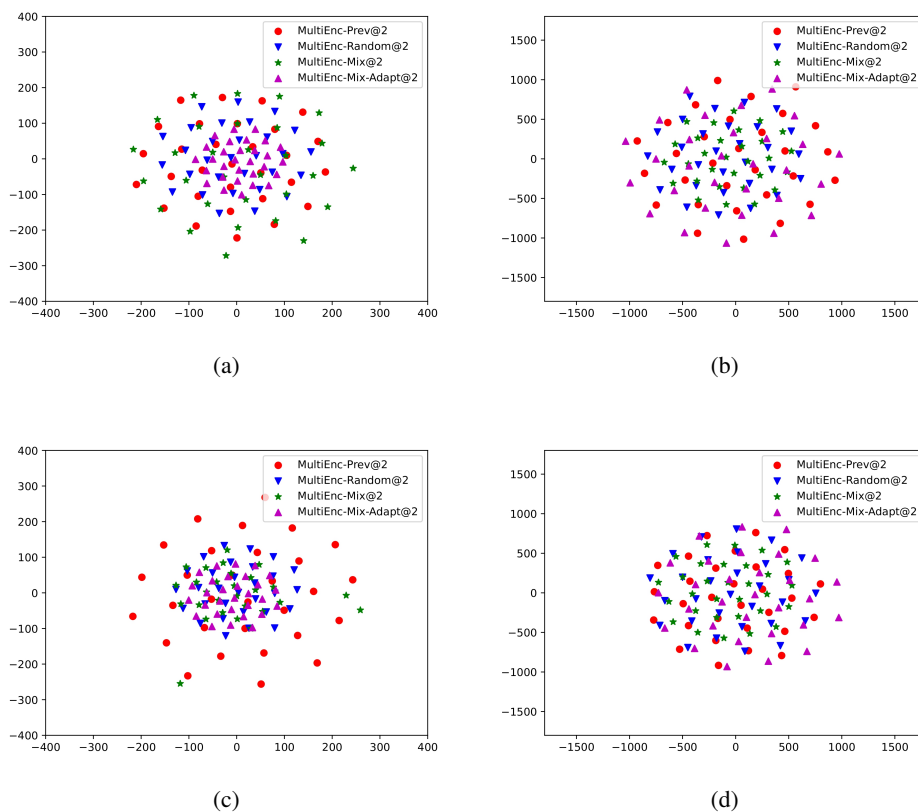 400
300
200
100
0
−100
−200
−300
−400
−400 −300 −200 −100 0 100 200 300 400
MultiEnc-Prev@2
MultiEnc-Random@2
MultiEnc-Mix@2
MultiEnc-Mix-Adapt@2
(a)
1500
1000
500
0
−500
−1000
−1500
−1500 −1000 −500 0 500 1000 1500
MultiEnc-Prev@2
MultiEnc-Random@2
MultiEnc-Mix@2
MultiEnc-Mix-Adapt@2
(b)
400
300
200
100
0
−100
−200
−300
−400
−400 −300 −200 −100 0 100 200 300 400
MultiEnc-Prev@2
MultiEnc-Random@2
MultiEnc-Mix@2
MultiEnc-Mix-Adapt@2
(c)
1500
1000
500
0
−500
−1000
−1500
−1500 −1000 −500 0 500 1000 1500
MultiEnc-Prev@2
MultiEnc-Random@2
MultiEnc-Mix@2
MultiEnc-Mix-Adapt@2
(d)